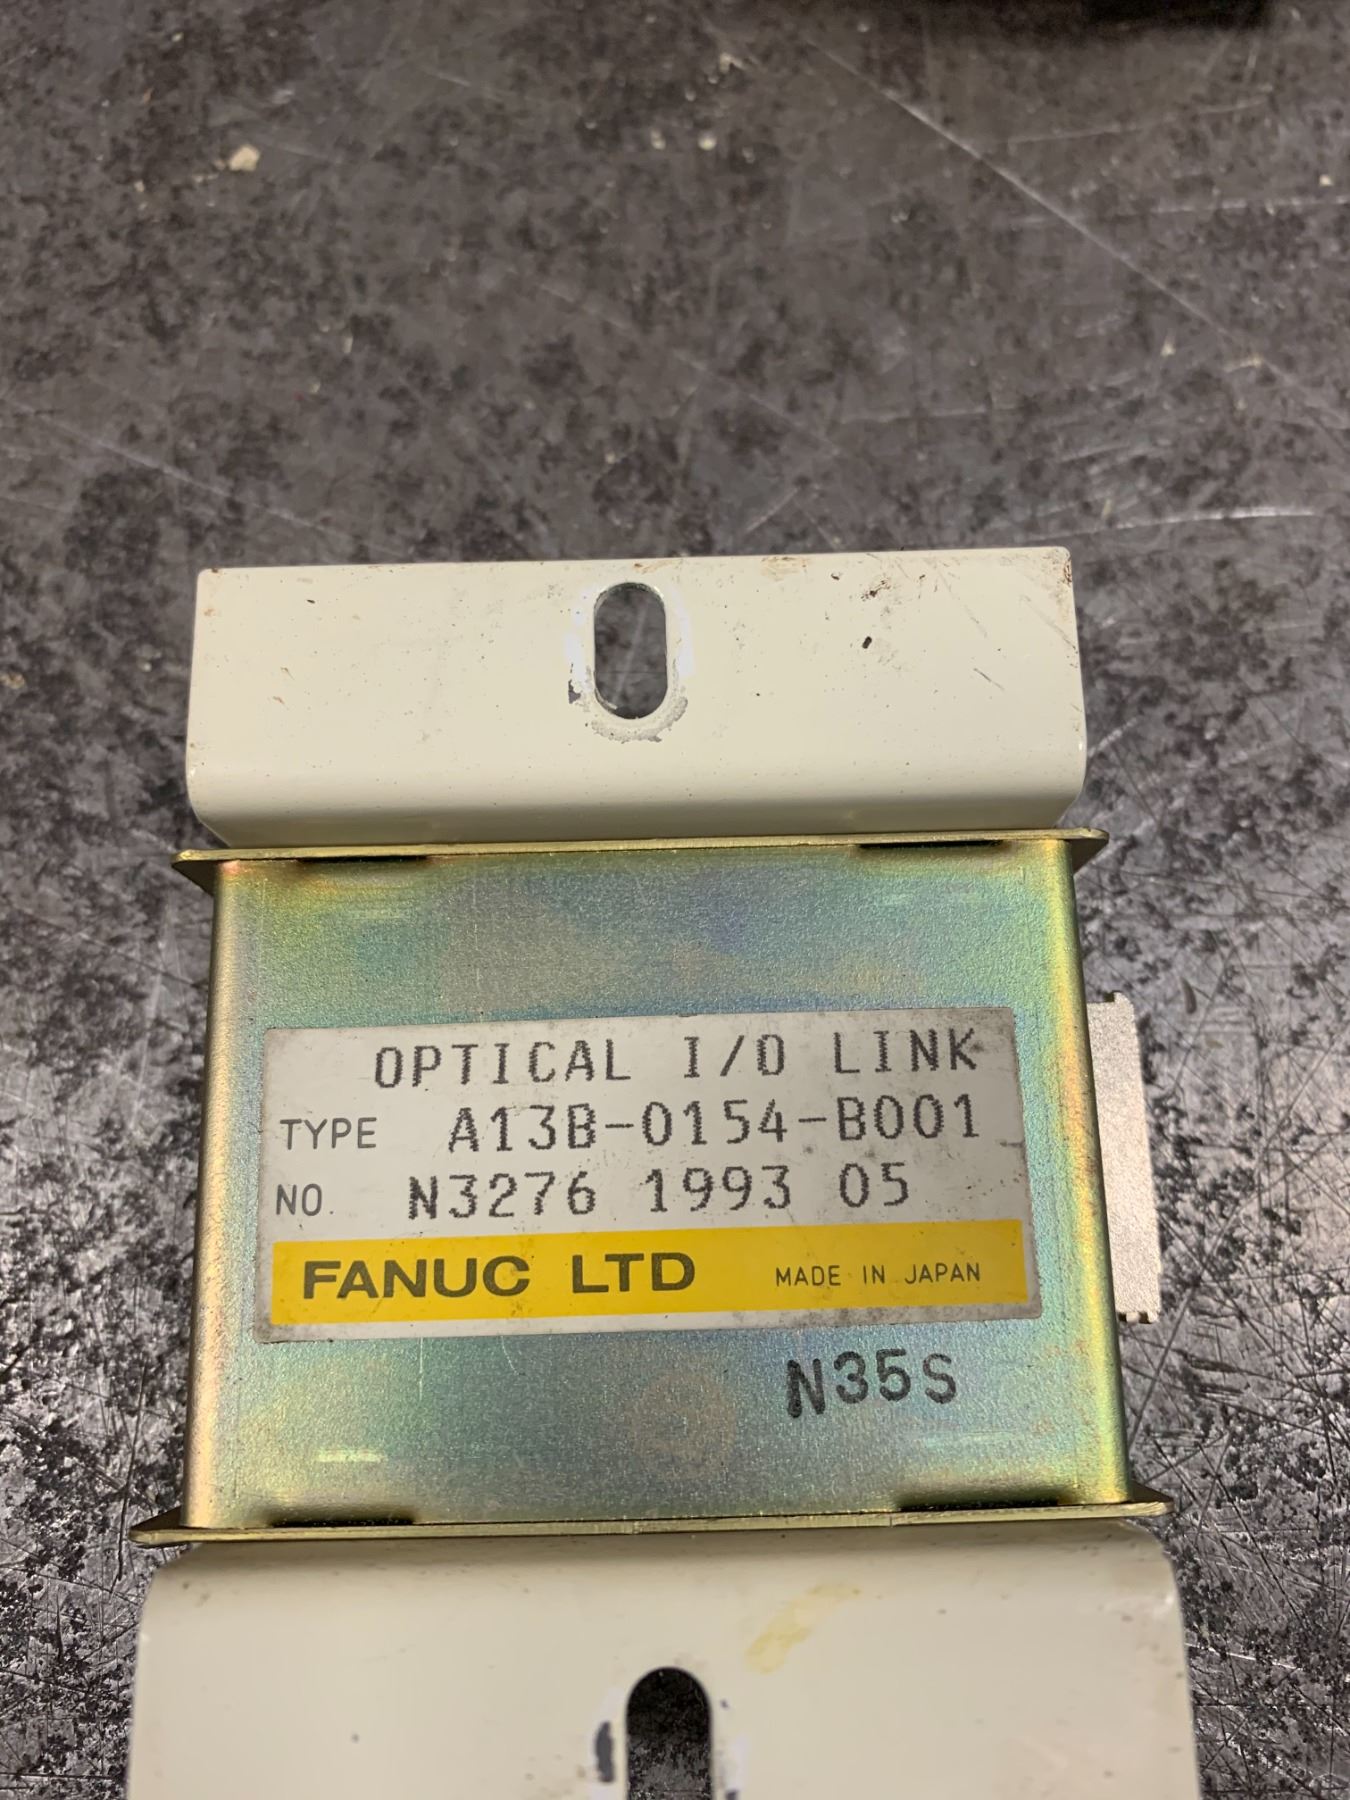 OPTICAL I/O LINK
TYPE A13B-0154-B001
NO. N3276 1993 05
FANUC LTD MADE IN JAPAN
N35S